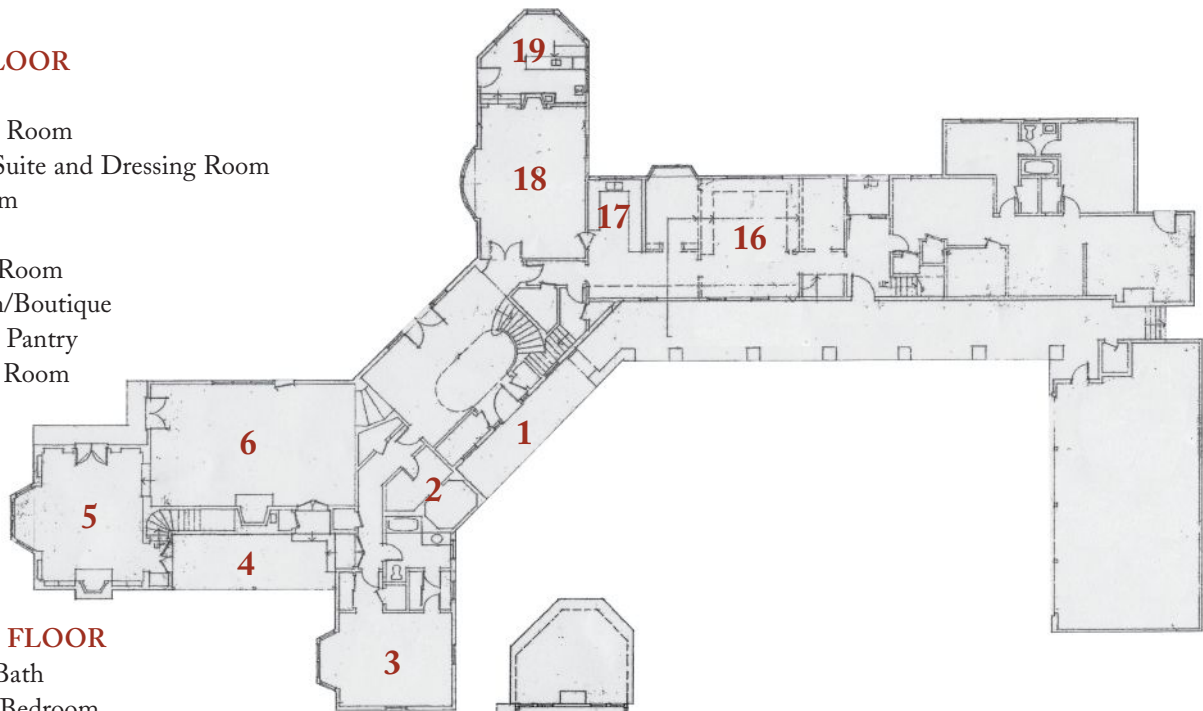 LOOR
Room
Suite and Dressing Room
m
Room
n/Boutique
Pantry
Room
FLOOR
Bath
Bedroom
19
18
17
16
1
6
2
5
4
3